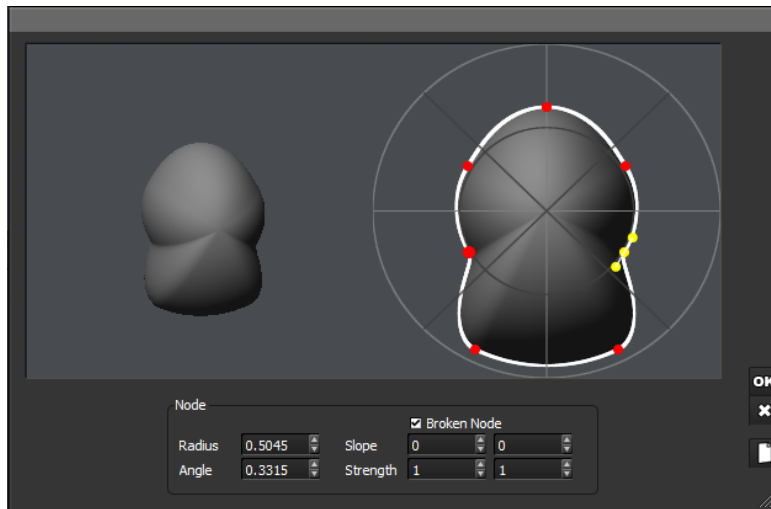 OK
Node
Broken Node
Radius 0.5045 Slope 0 0
Angle 0.3315 Strength 1 1